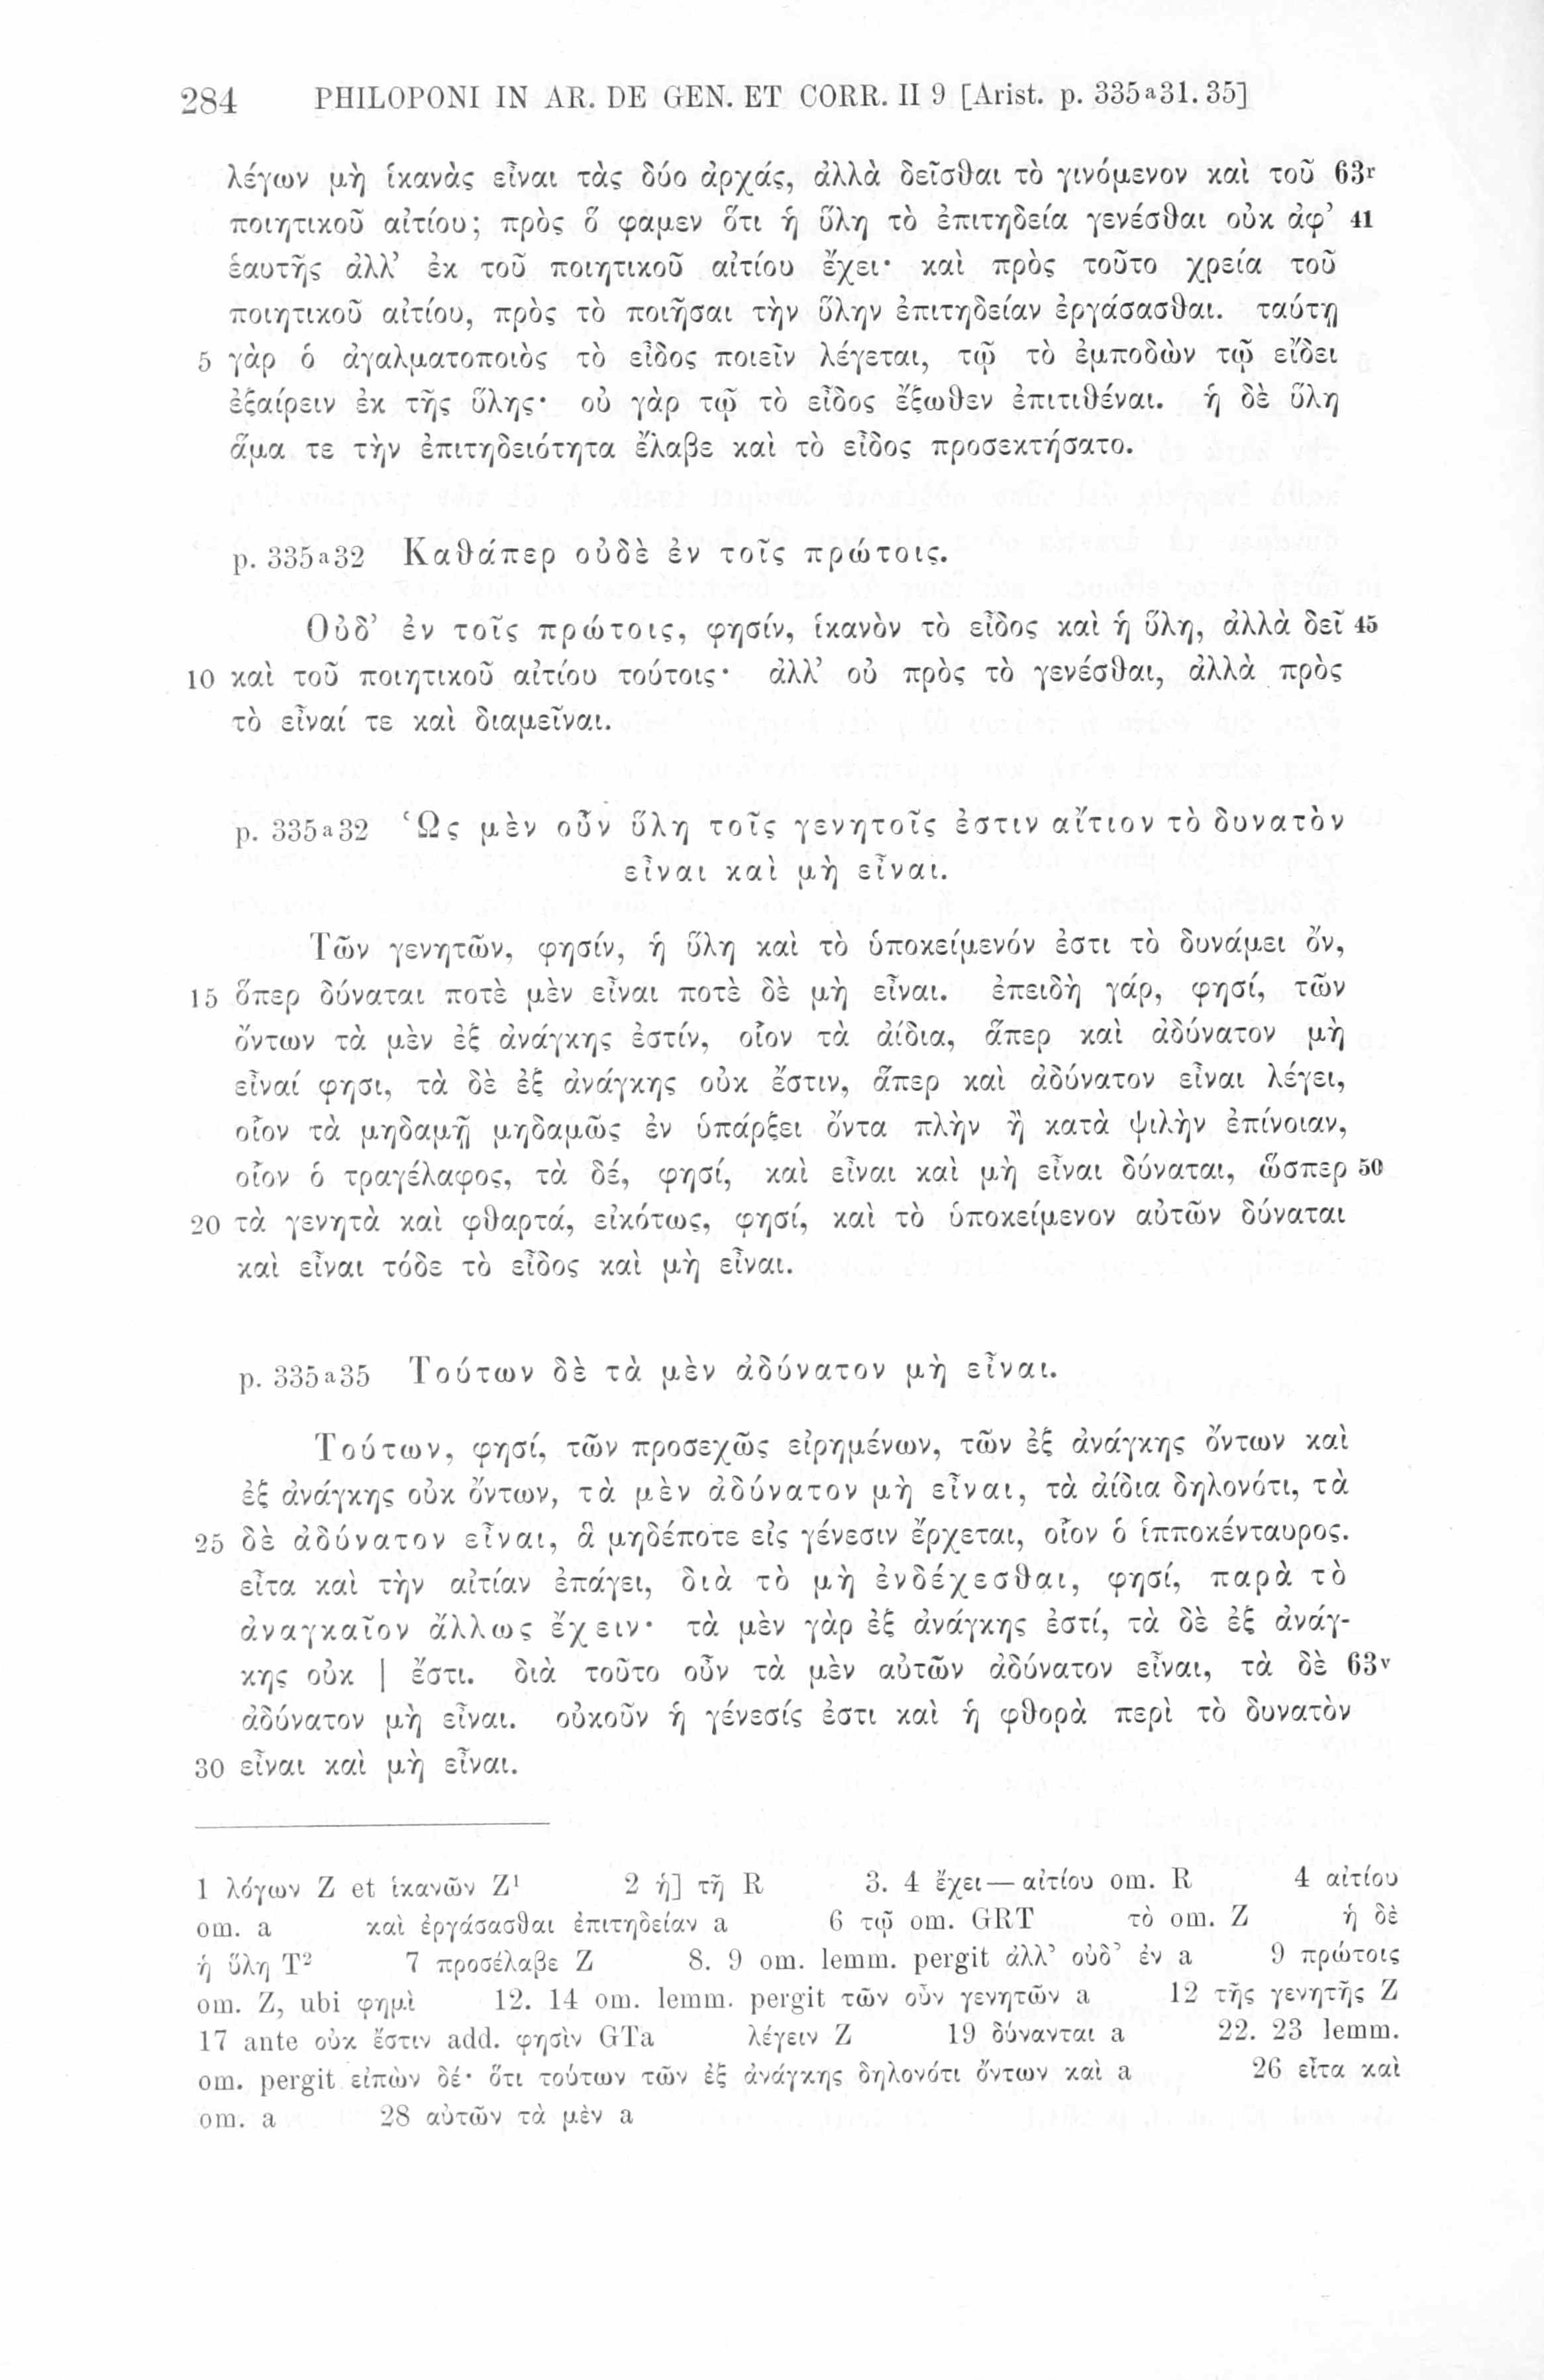 284 PHILOPONI IN AR. DE GEN. ET CORR. II 9 [Arist. p. 335ª31. 35]
λέγων μὴ ἱκανὰς εἶναι τὰς δύο ἀρχάς, ἀλλὰ δεῖσθαι τὸ γινόμενον καὶ τοῦ 63ʳ
ποιητικοῦ αἰτίου; πρὸς ὅ φαμεν ὅτι ἡ ὕλη τὸ ἐπιτηδεία γενέσθαι οὐκ ἀφ’ 41
ἑαυτῆς ἀλλ’ ἐκ τοῦ ποιητικοῦ αἰτίου ἔχει· καὶ πρὸς τοῦτο χρεία τοῦ
ποιητικοῦ αἰτίου, πρὸς τὸ ποιῆσαι τὴν ὕλην ἐπιτηδείαν ἐργάσασθαι. ταύτῃ
5 γὰρ ὁ ἀγαλματοποιὸς τὸ εἶδος ποιεῖν λέγεται, τῷ τὸ ἐμποδὼν τῷ εἴδει
ἐξαίρειν ἐκ τῆς ὕλης· οὐ γὰρ τῷ τὸ εἶδος ἔξωθεν ἐπιτιθέναι. ἡ δὲ ὕλη
ἅμα τε τὴν ἐπιτηδειότητα ἔλαβε καὶ τὸ εἶδος προσεκτήσατο.
p. 335ª32 Καθάπερ οὐδὲ ἐν τοῖς πρώτοις.
Οὐδ’ ἐν τοῖς πρώτοις, φησίν, ἱκανὸν τὸ εἶδος καὶ ἡ ὕλη, ἀλλὰ δεῖ 45
10 καὶ τοῦ ποιητικοῦ αἰτίου τούτοις· ἀλλ’ οὐ πρὸς τὸ γενέσθαι, ἀλλὰ πρὸς
τὸ εἶναί τε καὶ διαμεῖναι.
p. 335ª32 Ὡς μὲν οὖν ὕλη τοῖς γενητοῖς ἐστιν αἴτιον τὸ δυνατὸν
εἶναι καὶ μὴ εἶναι.
Τῶν γενητῶν, φησίν, ἡ ὕλη καὶ τὸ ὑποκείμενόν ἐστι τὸ δυνάμει ὄν,
15 ὅπερ δύναται ποτὲ μὲν εἶναι ποτὲ δὲ μὴ εἶναι. ἐπειδὴ γάρ, φησί, τῶν
ὄντων τὰ μὲν ἐξ ἀνάγκης ἐστίν, οἷον τὰ ἀίδια, ἅπερ καὶ ἀδύνατον μὴ
εἶναί φησι, τὰ δὲ ἐξ ἀνάγκης οὐκ ἔστιν, ἅπερ καὶ ἀδύνατον εἶναι λέγει,
οἷον τὰ μηδαμῇ μηδαμῶς ἐν ὑπάρξει ὄντα πλὴν ἢ κατὰ ψιλὴν ἐπίνοιαν,
οἷον ὁ τραγέλαφος, τὰ δέ, φησί, καὶ εἶναι καὶ μὴ εἶναι δύναται, ὥσπερ 50
20 τὰ γενητὰ καὶ φθαρτά, εἰκότως, φησί, καὶ τὸ ὑποκείμενον αὐτῶν δύναται
καὶ εἶναι τόδε τὸ εἶδος καὶ μὴ εἶναι.
p. 335ª35 Τούτων δὲ τὰ μὲν ἀδύνατον μὴ εἶναι.
Τούτων, φησί, τῶν προσεχῶς εἰρημένων, τῶν ἐξ ἀνάγκης ὄντων καὶ
ἐξ ἀνάγκης οὐκ ὄντων, τὰ μὲν ἀδύνατον μὴ εἶναι, τὰ ἀίδια δηλονότι, τὰ
25 δὲ ἀδύνατον εἶναι, ἃ μηδέποτε εἰς γένεσιν ἔρχεται, οἷον ὁ ἱπποκένταυρος.
εἶτα καὶ τὴν αἰτίαν ἐπάγει, διὰ τὸ μὴ ἐνδέχεσθαι, φησί, παρὰ τὸ
ἀναγκαῖον ἄλλως ἔχειν· τὰ μὲν γὰρ ἐξ ἀνάγκης ἐστί, τὰ δὲ ἐξ ἀνάγ-
κης οὐκ | ἔστι. διὰ τοῦτο οὖν τὰ μὲν αὐτῶν ἀδύνατον εἶναι, τὰ δὲ 63ᵛ
ἀδύνατον μὴ εἶναι. οὐκοῦν ἡ γένεσίς ἐστι καὶ ἡ φθορὰ περὶ τὸ δυνατὸν
30 εἶναι καὶ μὴ εἶναι.
1 λόγων Z et ἱκανῶν Z¹ 2 ἡ] τῇ R 3. 4 ἔχει — αἰτίου om. R 4 αἰτίου
om. a καὶ ἐργάσασθαι ἐπιτηδείαν a 6 τῷ om. GRT τὸ om. Z ἡ δὲ
ἡ ὕλη T² 7 προσέλαβε Z 8. 9 om. lemm. pergit ἀλλ’ οὐδ’ ἐν a 9 πρώτοις
om. Z, ubi φημὶ 12. 14 om. lemm. pergit τῶν οὖν γενητῶν a 12 τῆς γενητῆς Z
17 ante οὐκ ἔστιν add. φησὶν GTa λέγειν Z 19 δύνανται a 22. 23 lemm.
om. pergit εἰπὼν δέ· ὅτι τούτων τῶν ἐξ ἀνάγκης δηλονότι ὄντων καὶ a 26 εἶτα καὶ
om. a 28 αὐτῶν τὰ μὲν a